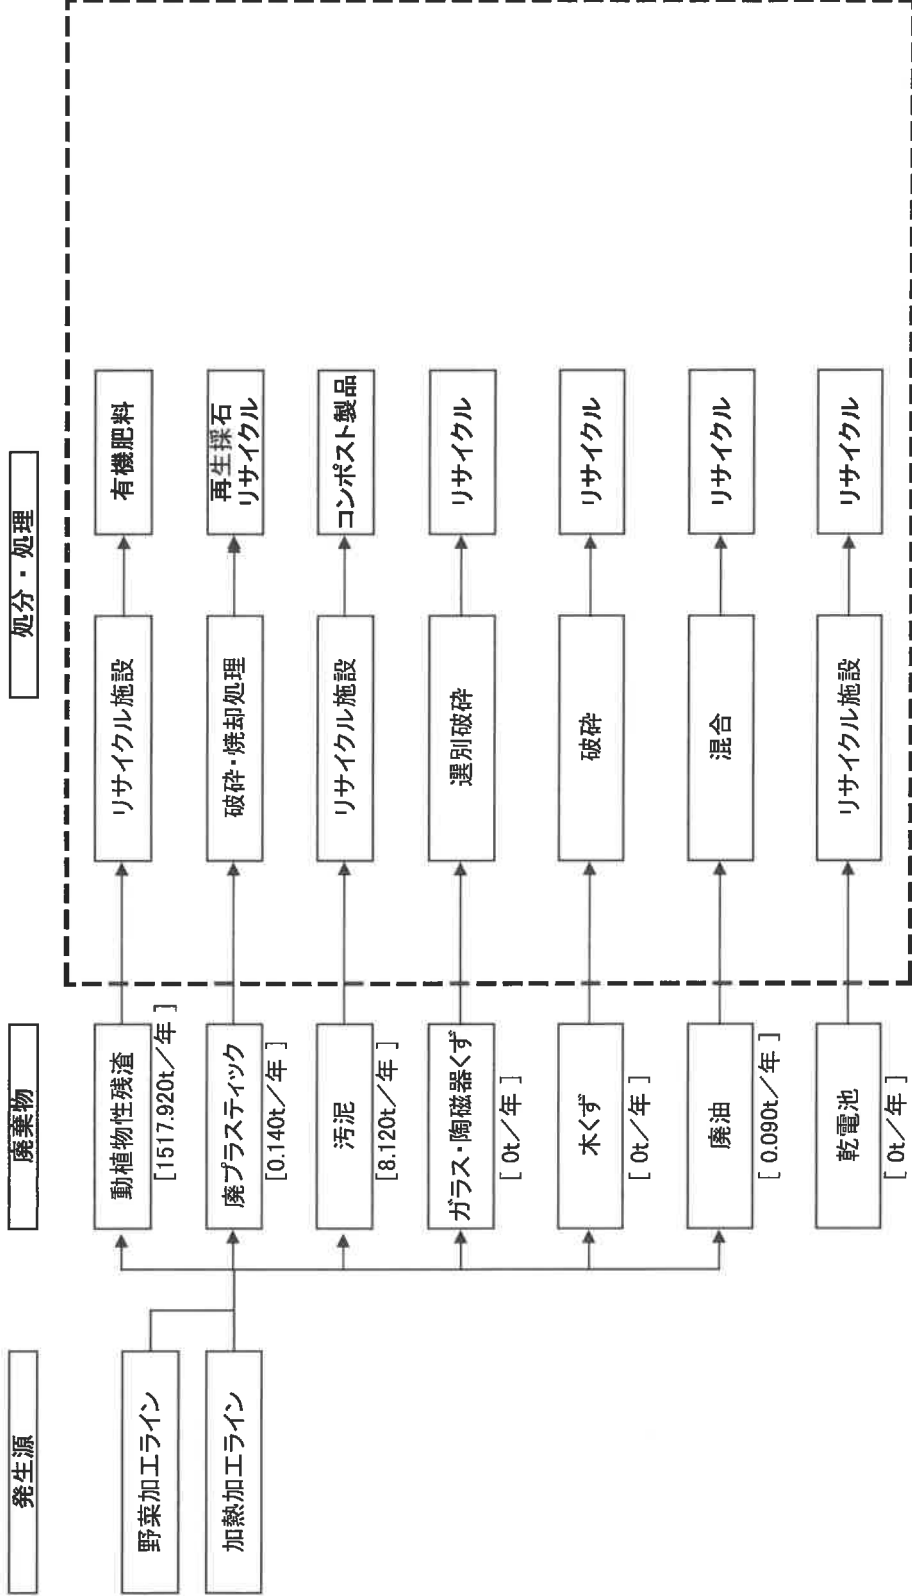 発生源
廃棄物
処分・処理
野菜加工ライン
加熱加工ライン
動植物性残渣
[1517.920t／年 ]
リサイクル施設
有機肥料
廃プラスティック
[0.140t／年 ]
破砕・焼却処理
再生採石
リサイクル
汚泥
[8.120t／年 ]
リサイクル施設
コンポスト製品
ガラス・陶磁器くず
[ 0t／年 ]
選別破砕
リサイクル
木くず
[ 0t／年 ]
破砕
リサイクル
廃油
[ 0.090t／年 ]
混合
リサイクル
乾電池
[ 0t／年 ]
リサイクル施設
リサイクル